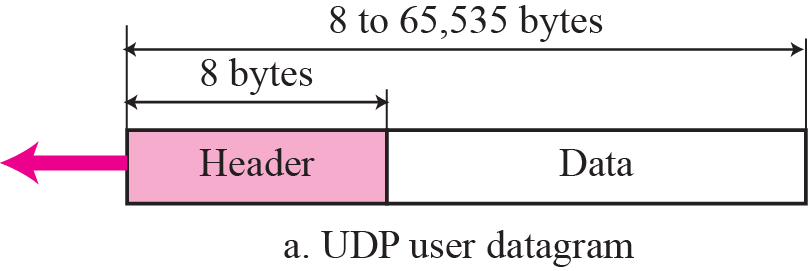 8 to 65,535 bytes
8 bytes
Header
Data
a. UDP user datagram